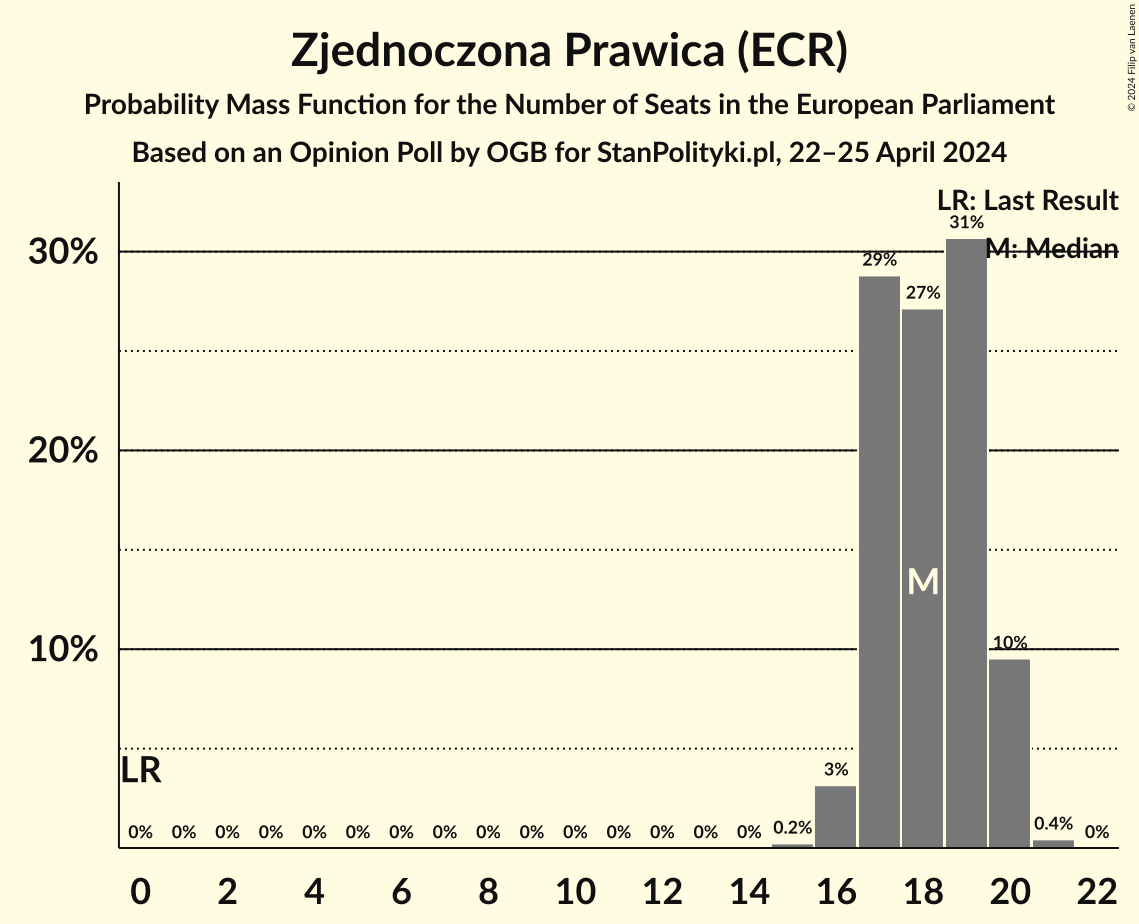 Zjednoczona Prawica (ECR)
Probability Mass Function for the Number of Seats in the European Parliament
Based on an Opinion Poll by OGB for StanPolityki.pl, 22–25 April 2024
© 2024 Filip van Laenen
LR: Last Result
M: Median
30%
20%
10%
31%
29%
27%
M
10%
LR
3%
0% 0% 0% 0% 0% 0% 0% 0% 0% 0% 0% 0% 0% 0% 0% 0.2% 0.4% 0%
0 2 4 6 8 10 12 14 16 18 20 22